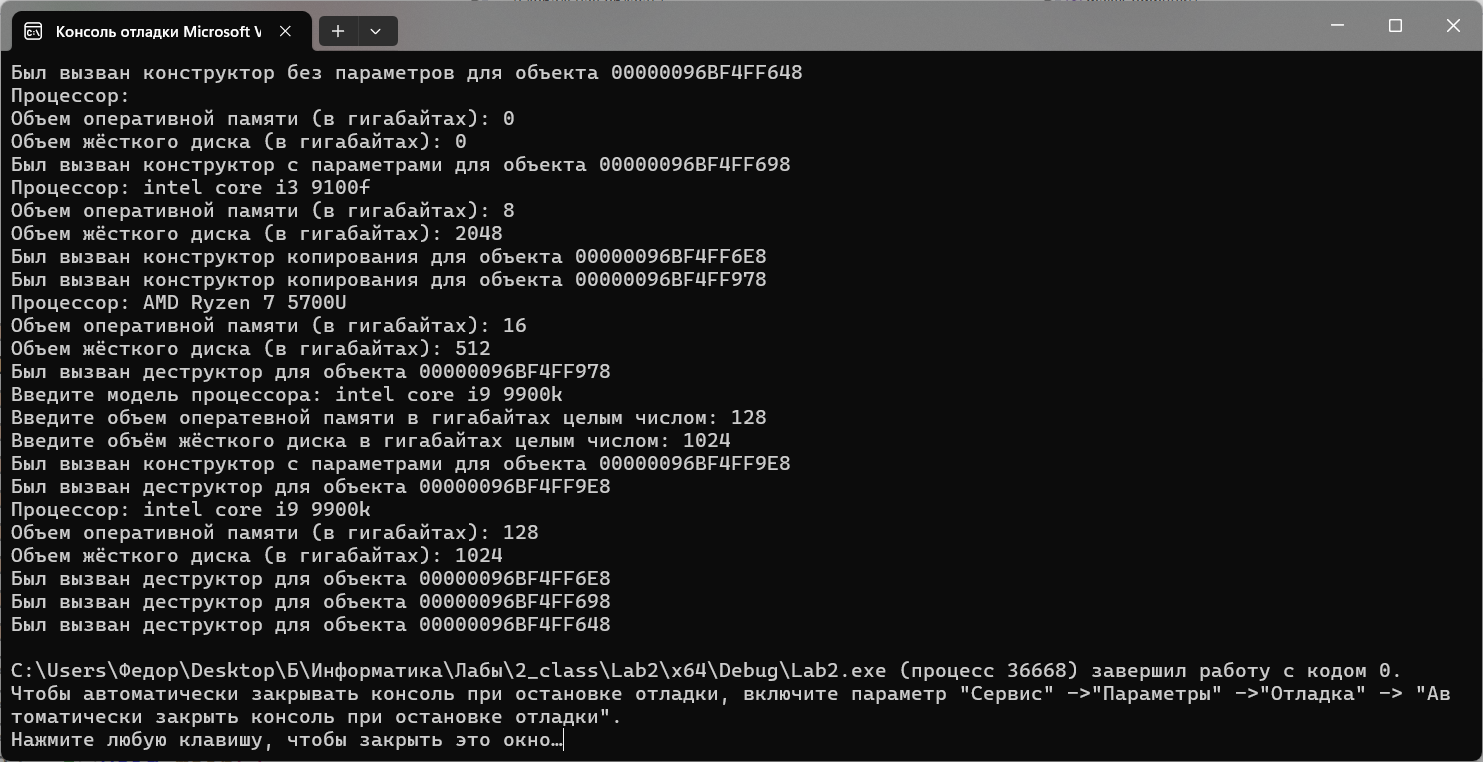 Консоль отладки Microsoft V
Был вызван конструктор без параметров для объекта 00000096BF4FF648
Процессор:
Объем оперативной памяти (в гигабайтах): 0
Объем жёсткого диска (в гигабайтах): 0
Был вызван конструктор с параметрами для объекта 00000096BF4FF698
Процессор: intel core i3 9100f
Объем оперативной памяти (в гигабайтах): 8
Объем жёсткого диска (в гигабайтах): 2048
Был вызван конструктор копирования для объекта 00000096BF4FF6E8
Был вызван конструктор копирования для объекта 00000096BF4FF978
Процессор: AMD Ryzen 7 5700U
Объем оперативной памяти (в гигабайтах): 16
Объем жёсткого диска (в гигабайтах): 512
Был вызван деструктор для объекта 00000096BF4FF978
Введите модель процессора: intel core i9 9900k
Введите объем оператевной памяти в гигабайтах целым числом: 128
Введите объём жёсткого диска в гигабайтах целым числом: 1024
Был вызван конструктор с параметрами для объекта 00000096BF4FF9E8
Был вызван деструктор для объекта 00000096BF4FF9E8
Процессор: intel core i9 9900k
Объем оперативной памяти (в гигабайтах): 128
Объем жёсткого диска (в гигабайтах): 1024
Был вызван деструктор для объекта 00000096BF4FF6E8
Был вызван деструктор для объекта 00000096BF4FF698
Был вызван деструктор для объекта 00000096BF4FF648
C:\Users\Федор\Desktop\Б\Информатика\Лабы\2_class\Lab2\x64\Debug\Lab2.exe (процесс 36668) завершил работу с кодом 0.
Чтобы автоматически закрывать консоль при остановке отладки, включите параметр "Сервис" ->"Параметры" ->"Отладка" -> "Ав
томатически закрыть консоль при остановке отладки".
Нажмите любую клавишу, чтобы закрыть это окно…